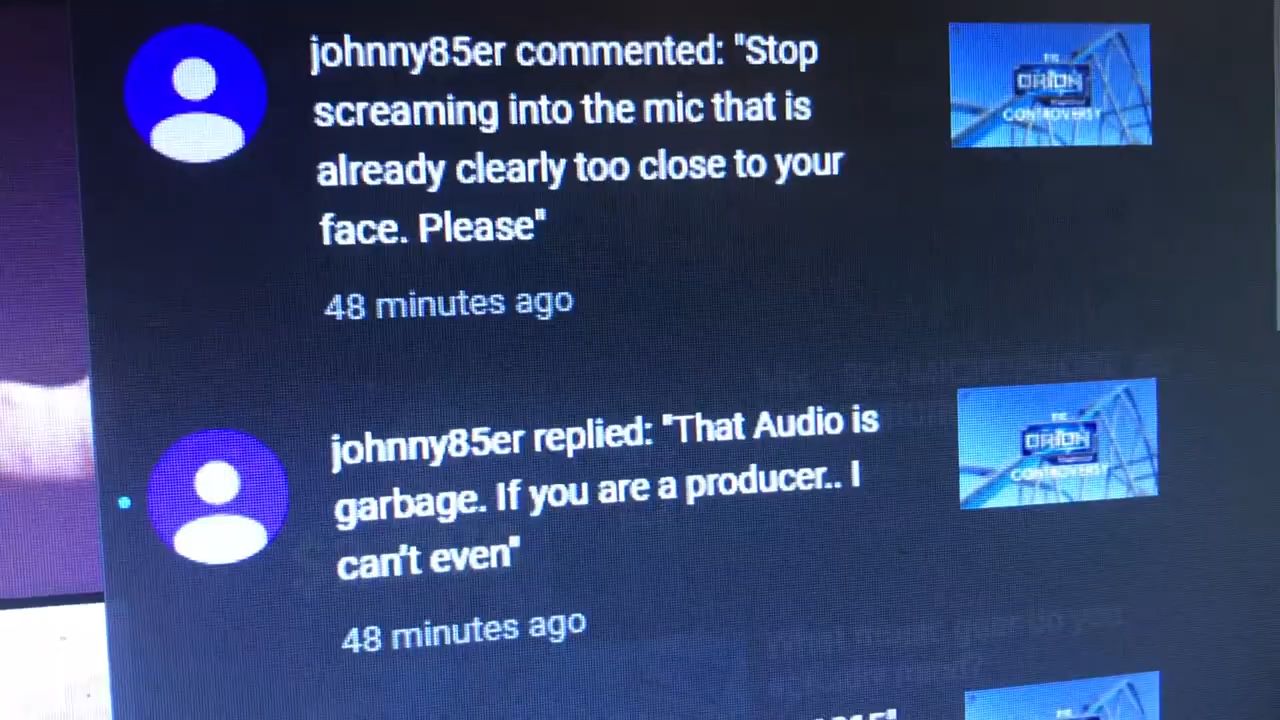 johnny85er commented: "Stop
screaming into the mic that is
already clearly too close to your
face. Please"
48 minutes ago
THE
ORION
CONTROVERSY
johnny85er replied: "That Audio is
garbage. If you are a producer.. I
can't even"
48 minutes ago
THE
ORION
CONTROVERSY